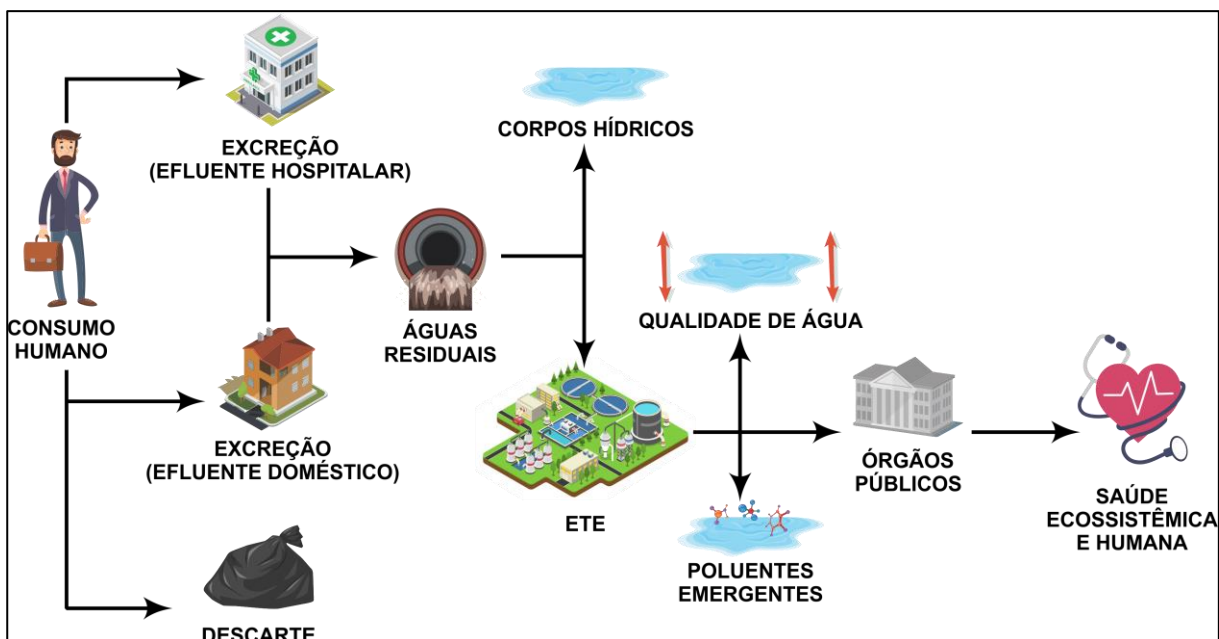 CORPOS HÍDRICOS
EXCREÇÃO
(EFLUENTE HOSPITALAR)
CONSUMO
HUMANO
ÁGUAS
RESIDUAIS
QUALIDADE DE ÁGUA
EXCREÇÃO
(EFLUENTE DOMÉSTICO)
ÓRGÃOS
PÚBLICOS
ETE
SAÚDE
ECOSSISTÊMICA
E HUMANA
POLUENTES
EMERGENTES
DESCARTE